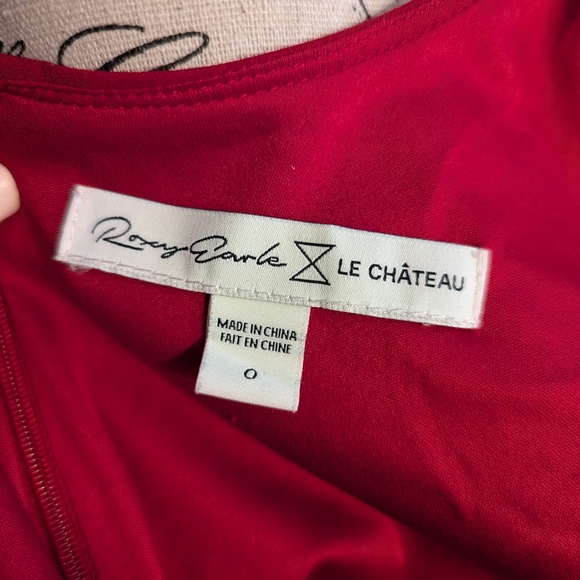 Roxy Earle LE CHÂTEAU
MADE IN CHINA
FAIT EN CHINE
0